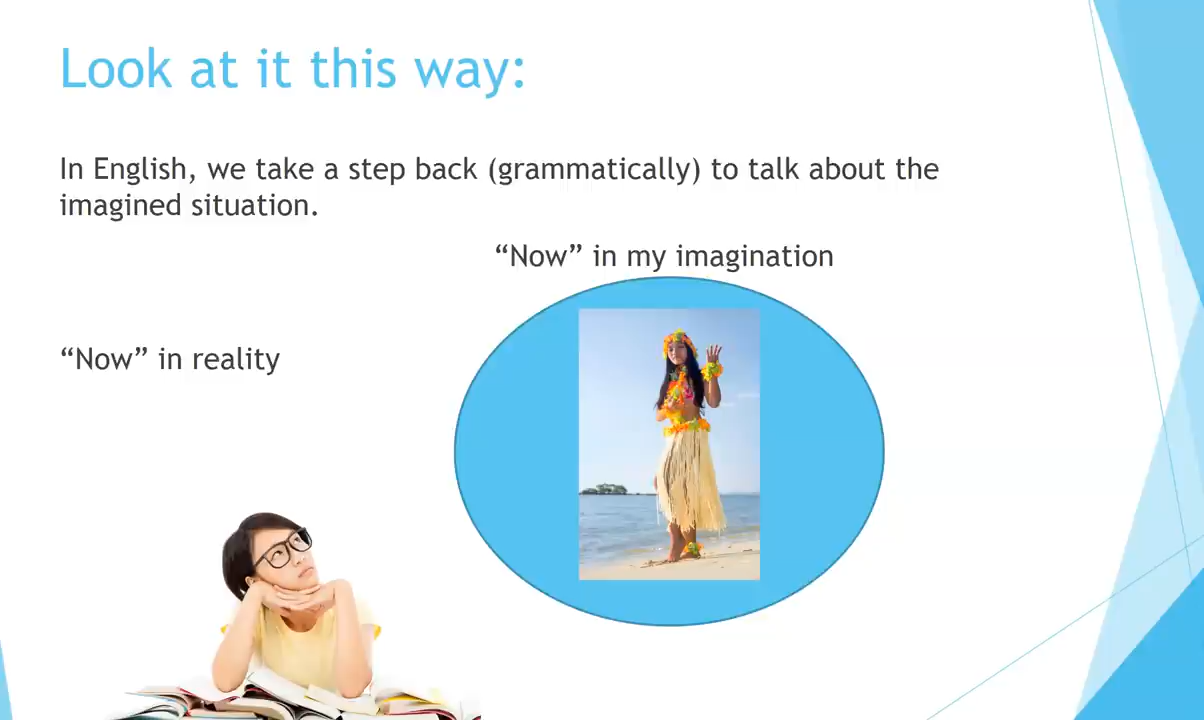 Look at it this way:
In English, we take a step back (grammatically) to talk about the
imagined situation.
“Now” in my imagination
“Now” in reality